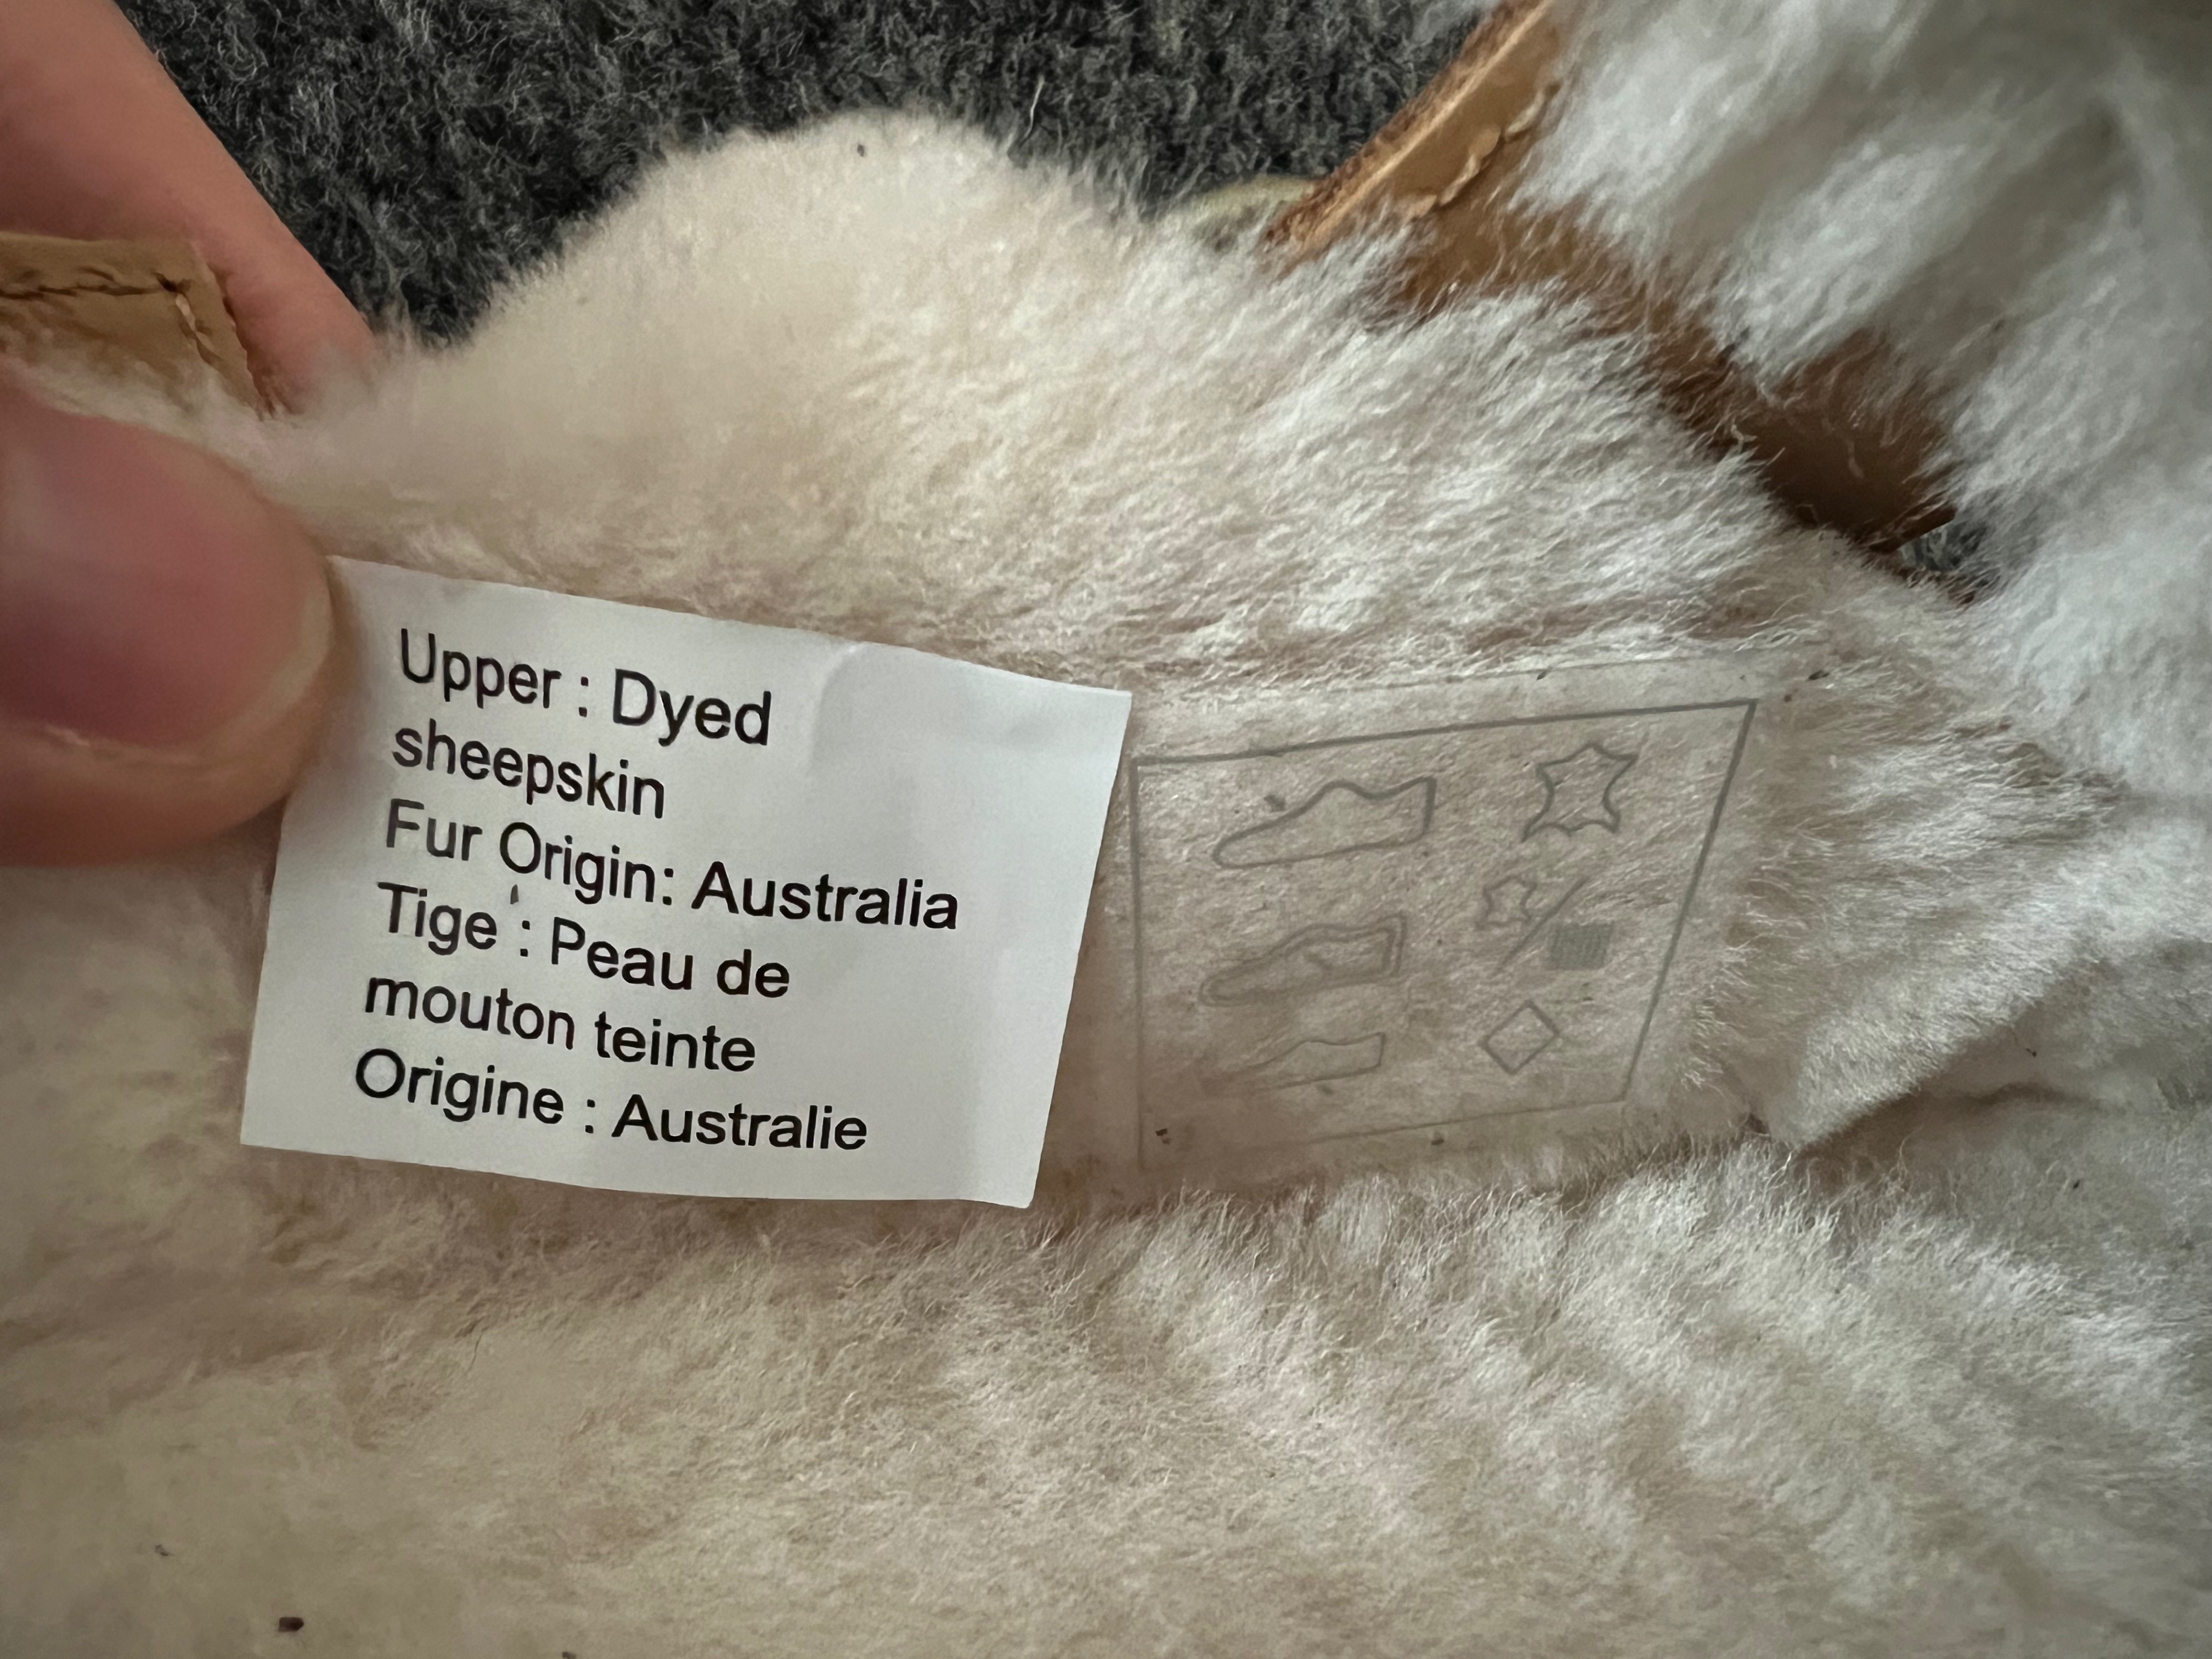 Upper : Dyed
sheepskin
Fur Origin: Australia
Tige : Peau de
mouton teinte
Origine : Australie